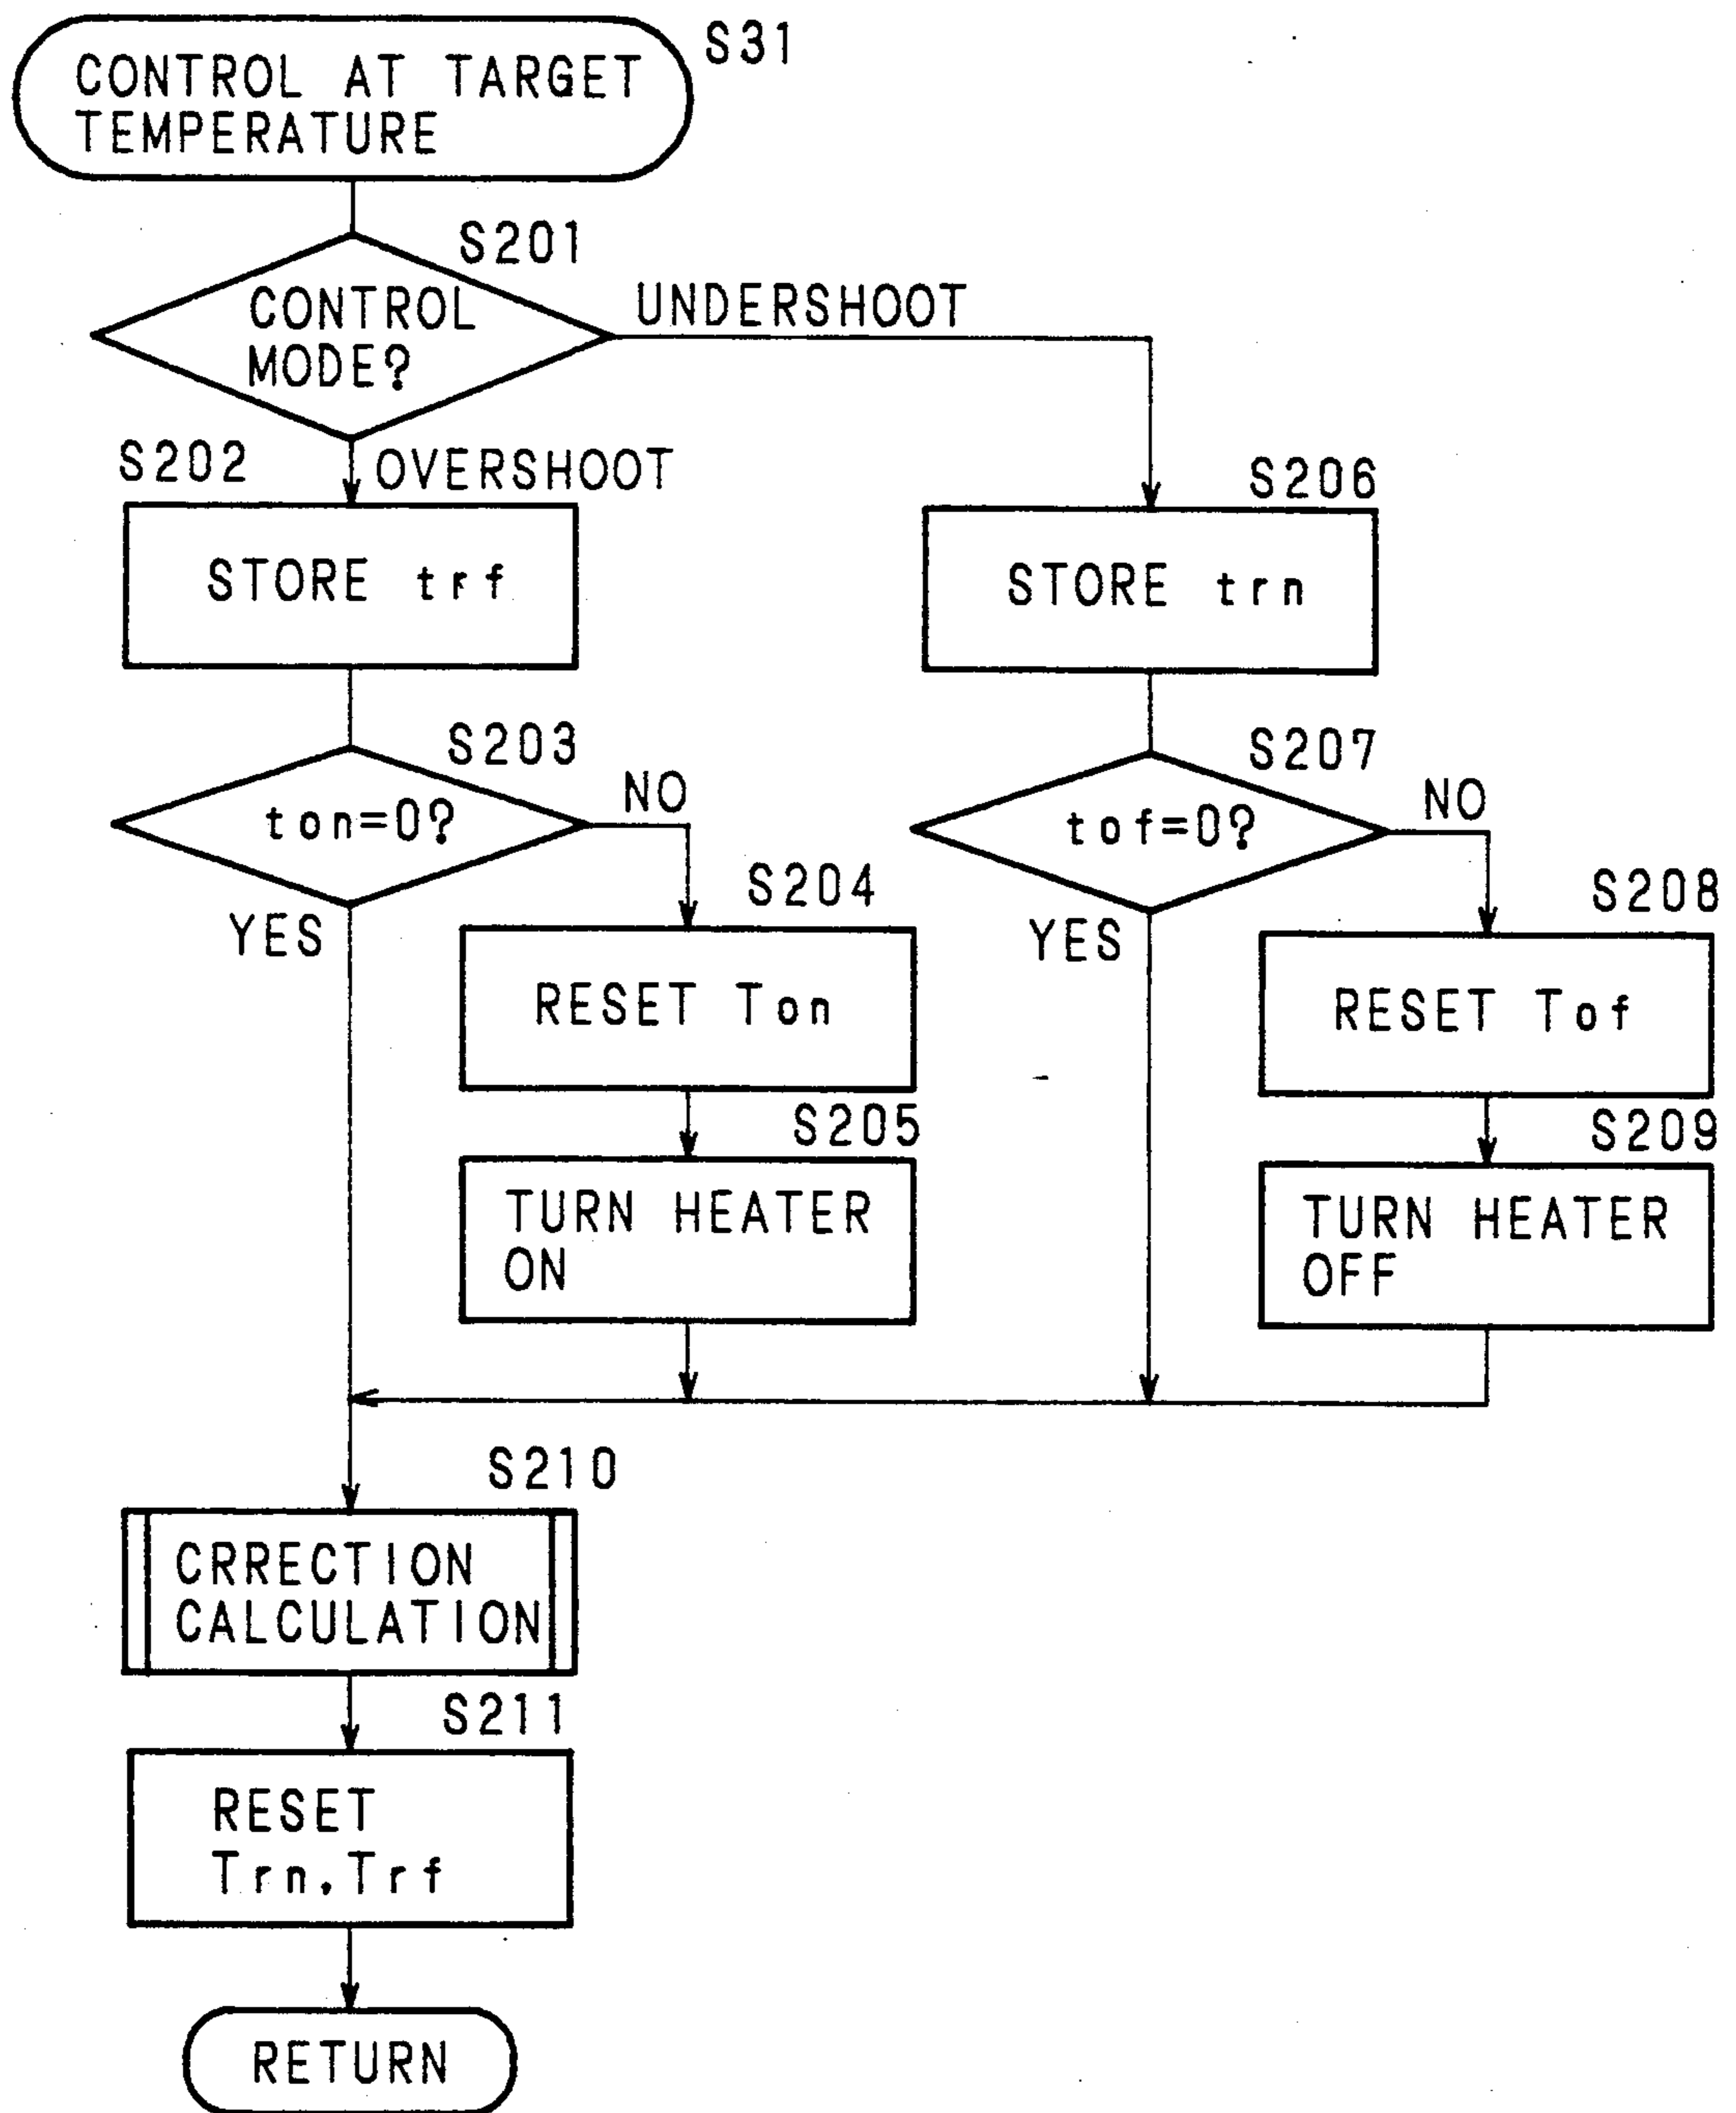 S31
CONTROL AT TARGET
TEMPERATURE
S201
CONTROL
MODE?
UNDERSHOOT
S202
OVERSHOOT
STORE trf
S206
STORE trn
S203
ton=0?
NO
YES
S204
RESET Ton
S205
TURN HEATER
ON
S207
tof=0?
NO
YES
S208
RESET Tof
S209
TURN HEATER
OFF
S210
CRRECTION
CALCULATION
S211
RESET
Trn,Trf
RETURN